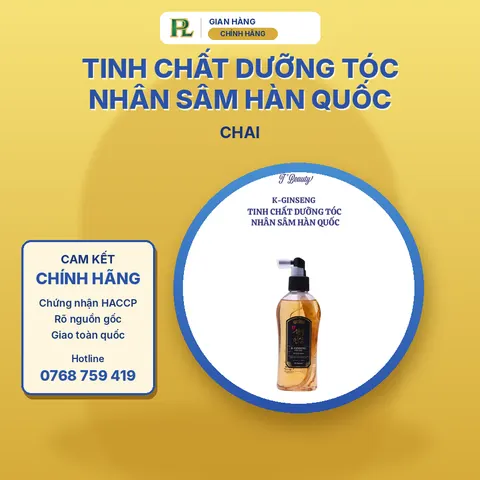 PL
GIAN HÀNG
CHÍNH HÃNG
TINH CHẤT DƯỠNG TÓC
NHÂN SÂM HÀN QUỐC
CHAI
J' Beauty
K-GINSENG
TINH CHẤT DƯỠNG TÓC
NHÂN SÂM HÀN QUỐC
CAM KẾT
CHÍNH HÃNG
Chứng nhận HACCP
Rõ nguồn gốc
Giao toàn quốc
Hotline
0768 759 419